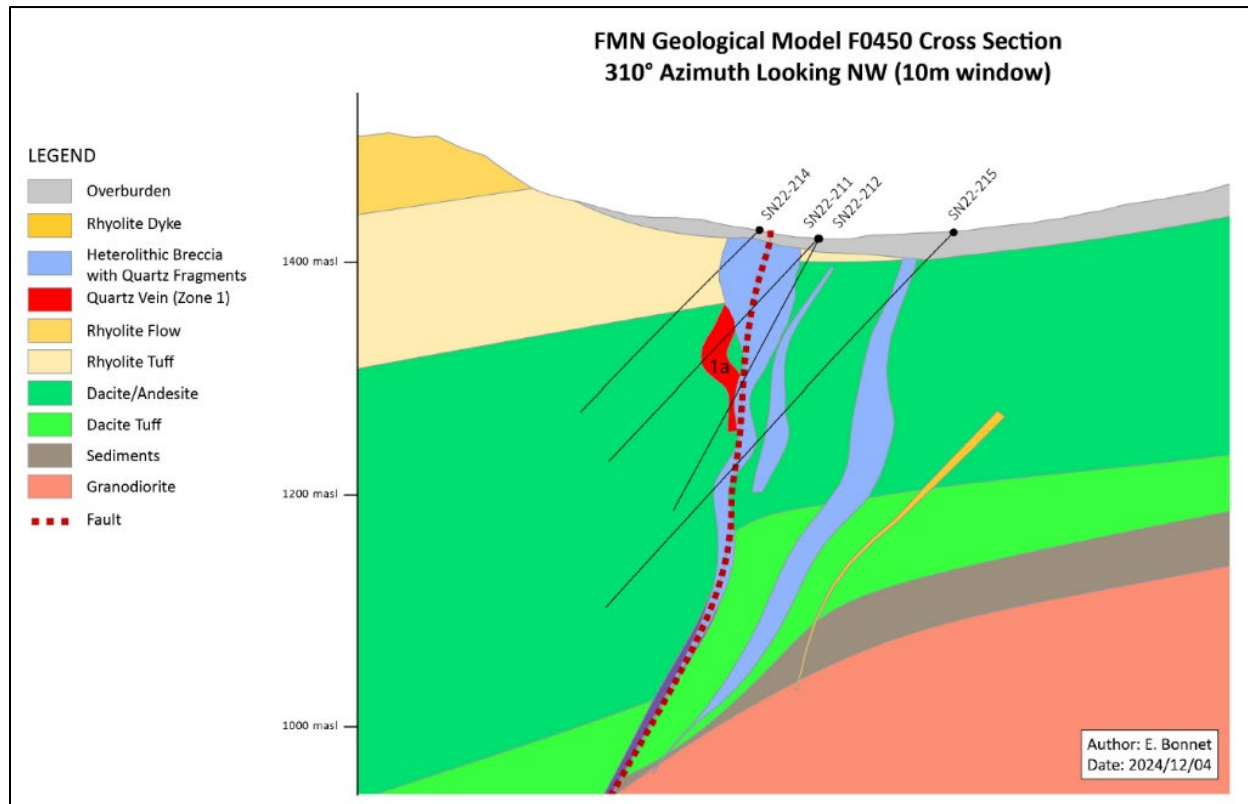 FMN Geological Model F0450 Cross Section
310° Azimuth Looking NW (10m window)
LEGEND
Overburden
Rhyolite Dyke
Heterolithic Breccia
with Quartz Fragments
Quartz Vein (Zone 1)
Rhyolite Flow
Rhyolite Tuff
Dacite/Andesite
Dacite Tuff
Sediments
Granodiorite
Fault
SN22-214
SN22-211
SN22-212
SN22-215
1400 masl
1a
1200 masl
1000 masl
Author: E. Bonnet
Date: 2024/12/04